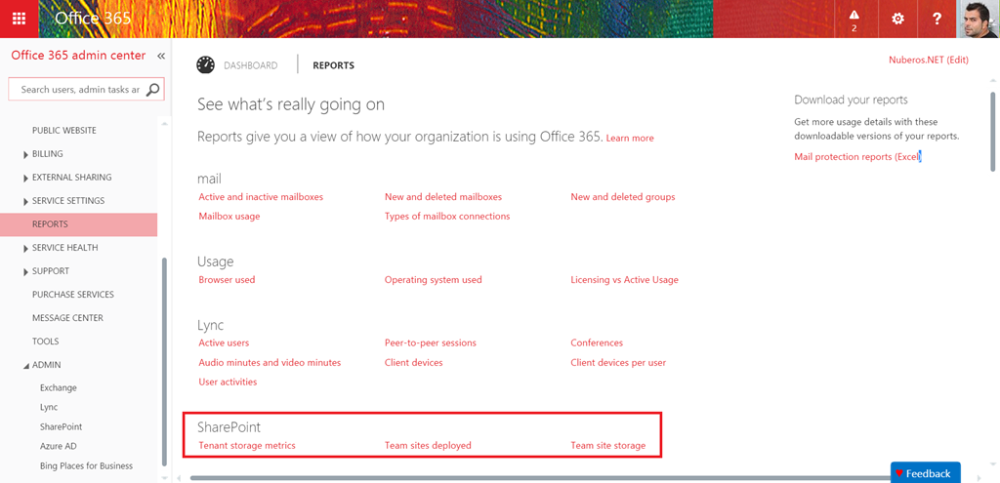 Office 365
2
?
Office 365 admin center «
Search users, admin tasks ar
PUBLIC WEBSITE
BILLING
EXTERNAL SHARING
SERVICE SETTINGS
REPORTS
SERVICE HEALTH
SUPPORT
PURCHASE SERVICES
MESSAGE CENTER
TOOLS
ADMIN
Exchange
Lync
SharePoint
Azure AD
Bing Places for Business
DASHBOARD REPORTS
Nuberos.NET (Edit)
See what's really going on
Reports give you a view of how your organization is using Office 365. Learn more
mail
Active and inactive mailboxes New and deleted mailboxes New and deleted groups
Mailbox usage Types of mailbox connections
Usage
Browser used Operating system used Licensing vs Active Usage
Lync
Active users Peer-to-peer sessions Conferences
Audio minutes and video minutes Client devices Client devices per user
User activities
SharePoint
Tenant storage metrics Team sites deployed Team site storage
Download your reports
Get more usage details with these
downloadable versions of your reports.
Mail protection reports (Excel)
Feedback